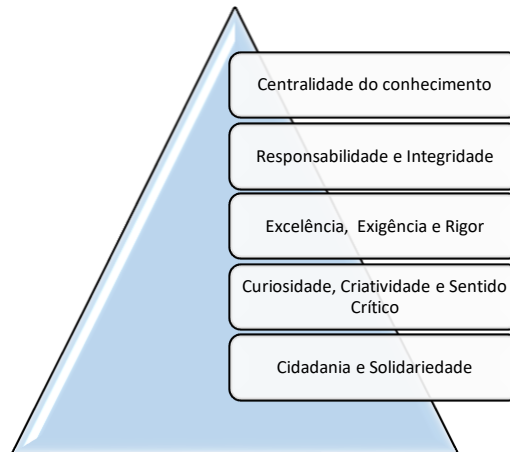 Centralidade do conhecimento
Responsabilidade e Integridade
Excelência, Exigência e Rigor
Curiosidade, Criatividade e Sentido
Crítico
Cidadania e Solidariedade